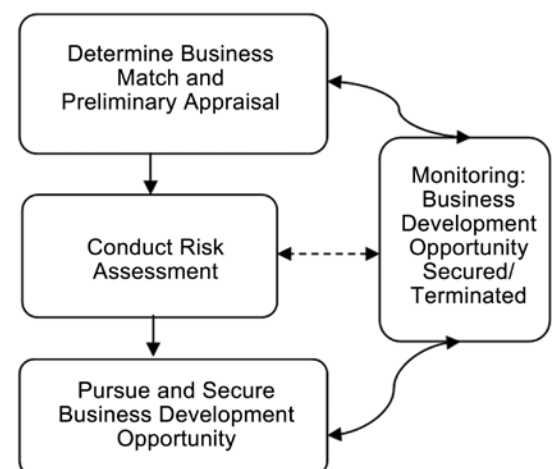 Determine Business
Match and
Preliminary Appraisal
Conduct Risk
Assessment
Monitoring:
Business
Development
Opportunity
Secured/
Terminated
Pursue and Secure
Business Development
Opportunity